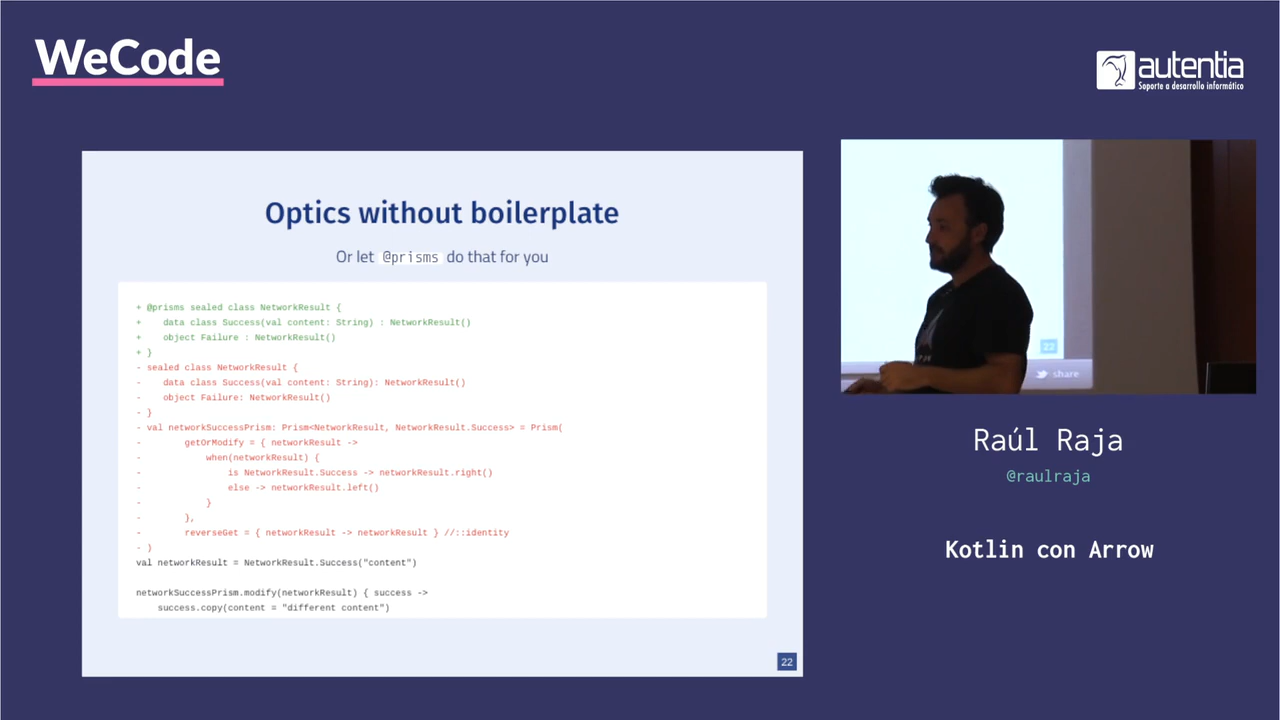 WeCode
autentia
Soporte a desarrollo informático
Optics without boilerplate
Or let @prisms do that for you
+ @prisms sealed class NetworkResult {
+    data class Success(val content: String) : NetworkResult()
+    object Failure : NetworkResult()
+ }
- sealed class NetworkResult {
-    data class Success(val content: String): NetworkResult()
-    object Failure: NetworkResult()
- }
- val networkSuccessPrism: Prism<NetworkResult, NetworkResult.Success> = Prism(
-        getOrModify = { networkResult ->
-            when(networkResult) {
-                is NetworkResult.Success -> networkResult.right()
-                else -> networkResult.left()
-            }
-        },
-        reverseGet = { networkResult -> networkResult } //::identity
- )
val networkResult = NetworkResult.Success("content")
networkSuccessPrism.modify(networkResult) { success ->
    success.copy(content = "different content")
22
23
share
Raúl Raja
@raulraja
Kotlin con Arrow